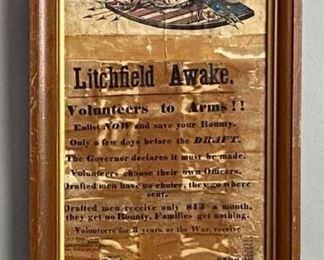 Litchfield Awake.
Volunteers to Arms!!
Enlist NOW and save your Bounty.
Only a few days before the DRAFT.
The Governor declares it must be made.
Volunteers choose their own Officers.
Drafted men have no choice, they go where
sent.
Drafted men receive only $13 a month,
they get no Bounty, Families get nothing.
Volunteers for 3 years, or the War, receive